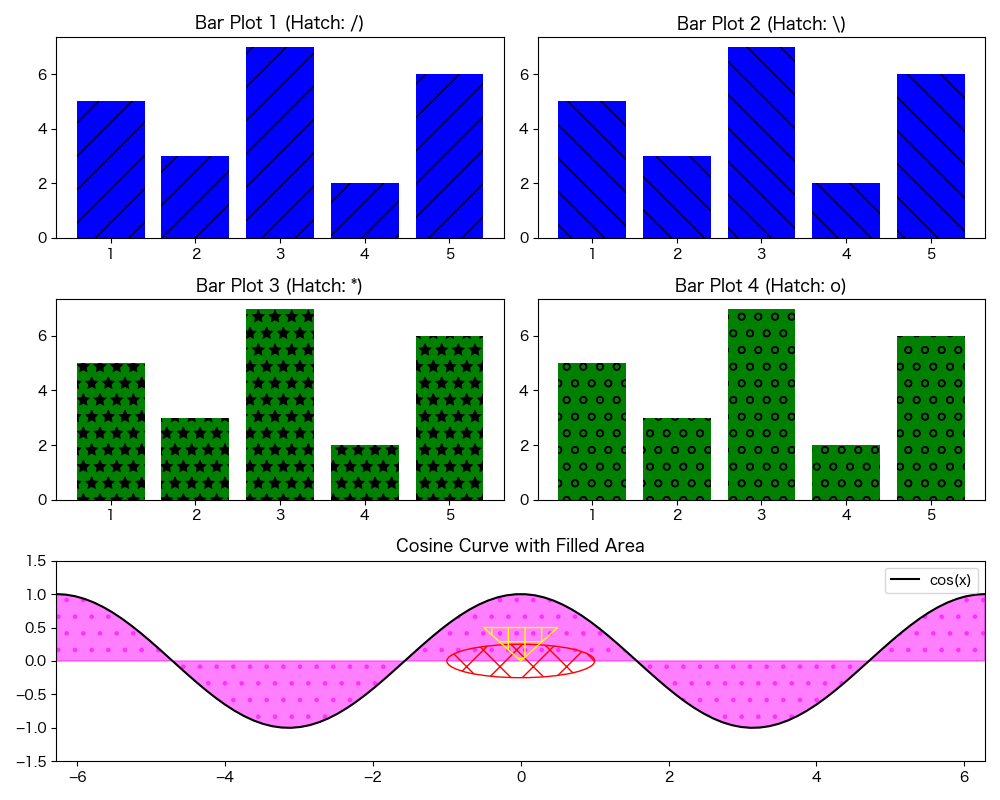 Bar Plot 1 (Hatch: /)
6
4
2
0
1 2 3 4 5
Bar Plot 2 (Hatch: \)
6
4
2
0
1 2 3 4 5
Bar Plot 3 (Hatch: *)
6
4
2
0
1 2 3 4 5
Bar Plot 4 (Hatch: o)
6
4
2
0
1 2 3 4 5
Cosine Curve with Filled Area
1.5
1.0
0.5
0.0
−0.5
−1.0
−1.5
cos(x)
−6 −4 −2 0 2 4 6